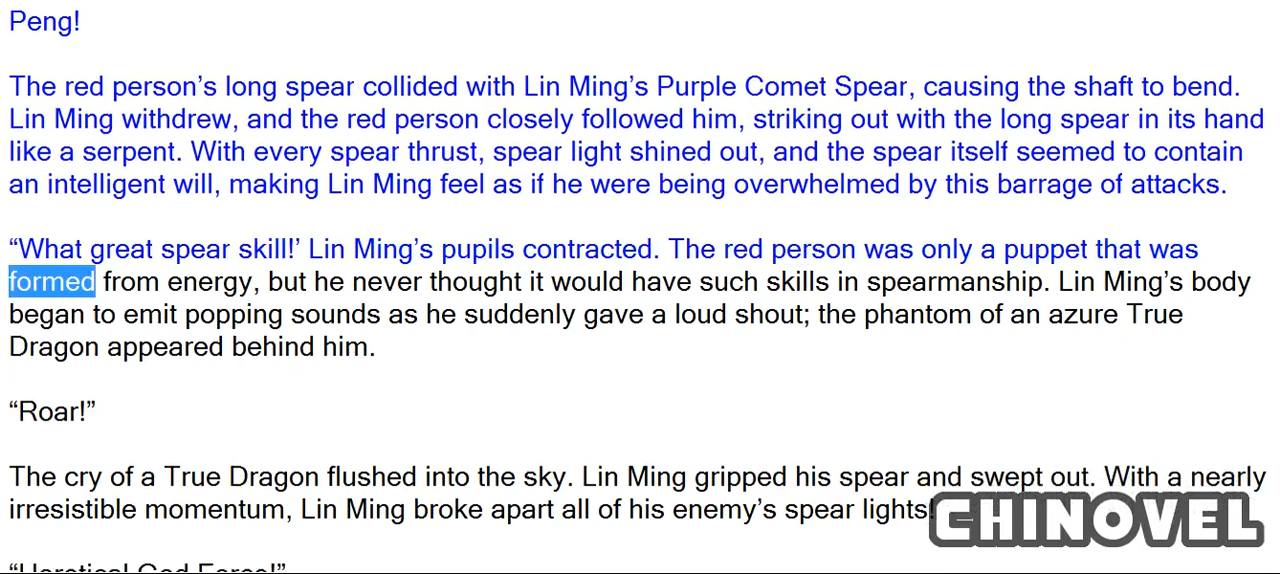 Peng!
The red person’s long spear collided with Lin Ming’s Purple Comet Spear, causing the shaft to bend.
Lin Ming withdrew, and the red person closely followed him, striking out with the long spear in its hand
like a serpent. With every spear thrust, spear light shined out, and the spear itself seemed to contain
an intelligent will, making Lin Ming feel as if he were being overwhelmed by this barrage of attacks.
“What great spear skill!’ Lin Ming’s pupils contracted. The red person was only a puppet that was
formed from energy, but he never thought it would have such skills in spearmanship. Lin Ming’s body
began to emit popping sounds as he suddenly gave a loud shout; the phantom of an azure True
Dragon appeared behind him.
“Roar!”
The cry of a True Dragon flushed into the sky. Lin Ming gripped his spear and swept out. With a nearly
irresistible momentum, Lin Ming broke apart all of his enemy’s spear lights!
CHINOVEL
“Heretical God Force!”